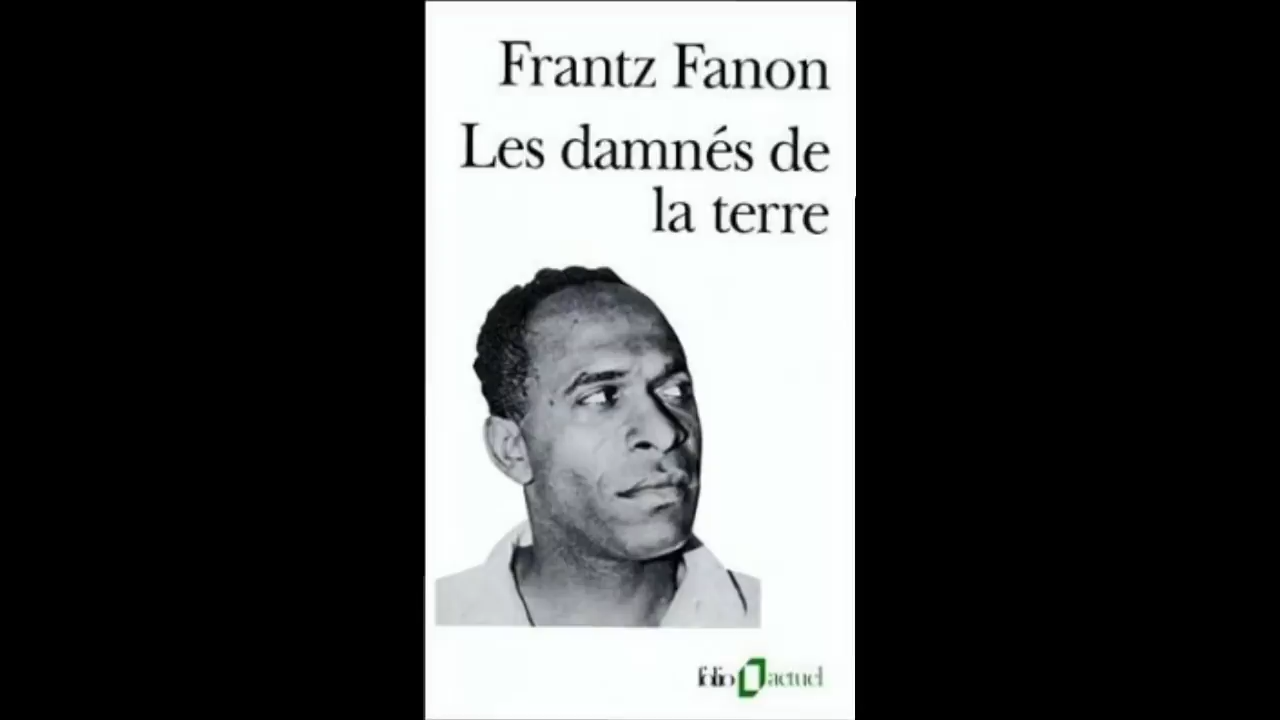 Frantz Fanon
Les damnés de
la terre
folio actuel